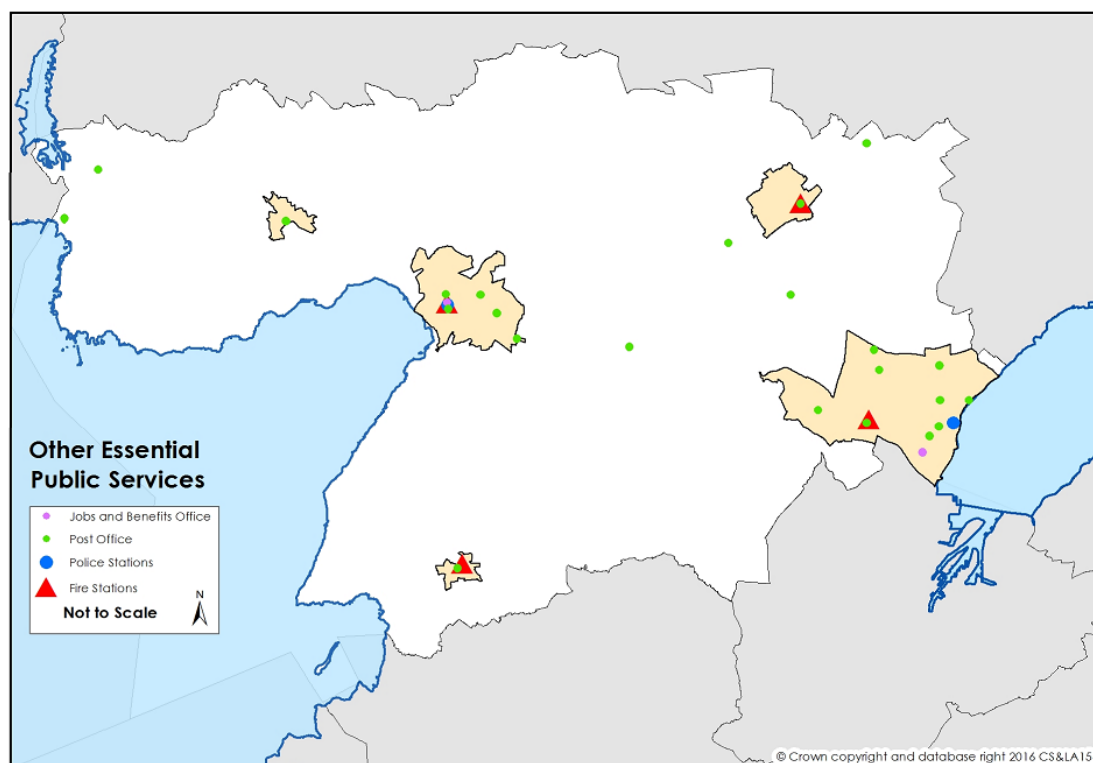 Other Essential
Public Services
Jobs and Benefits Office
Post Office
Police Stations
Fire Stations
Not to Scale
N
© Crown copyright and database right 2016 CS&LA15